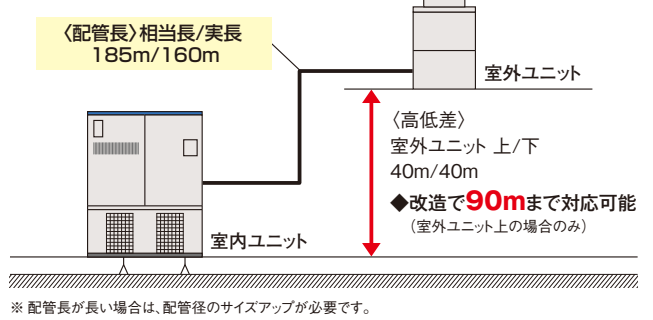 〈配管長〉相当長/実長
185m/160m
室外ユニット
〈高低差〉
室外ユニット 上/下
40m/40m
◆改造で90mまで対応可能
（室外ユニット上の場合のみ）
室内ユニット
※ 配管長が長い場合は、配管径のサイズアップが必要です。